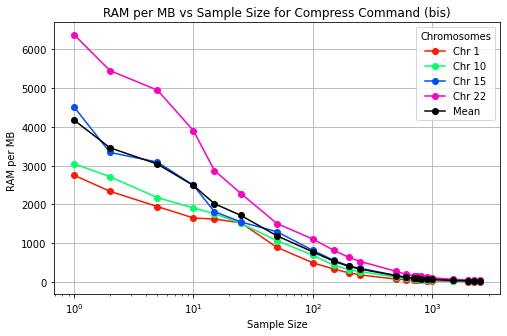 RAM per MB vs Sample Size for Compress Command (bis)
Chromosomes
Chr 1
Chr 10
Chr 15
Chr 22
Mean
RAM per MB
6000
5000
4000
3000
2000
1000
0
10⁰
10¹
10²
10³
Sample Size